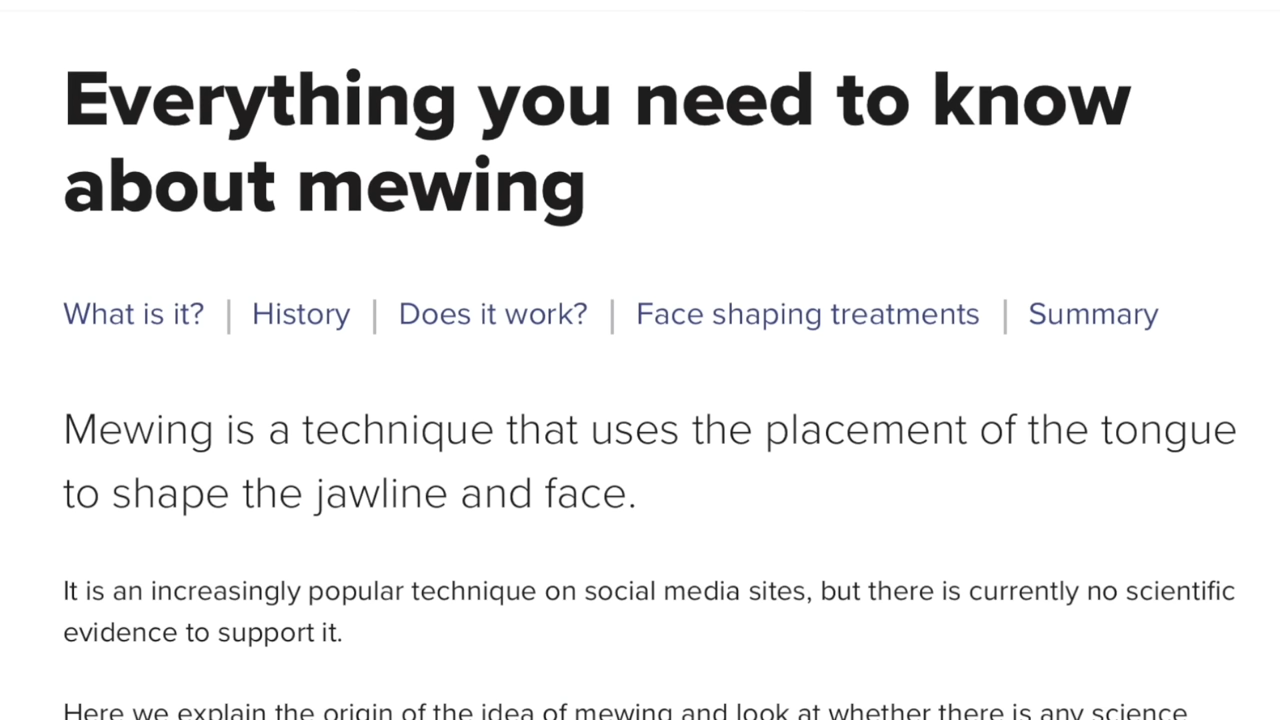 Everything you need to know
about mewing
What is it? | History | Does it work? | Face shaping treatments | Summary
Mewing is a technique that uses the placement of the tongue
to shape the jawline and face.
It is an increasingly popular technique on social media sites, but there is currently no scientific
evidence to support it.
Here we explain the origin of the idea of mewing and look at whether there is any science